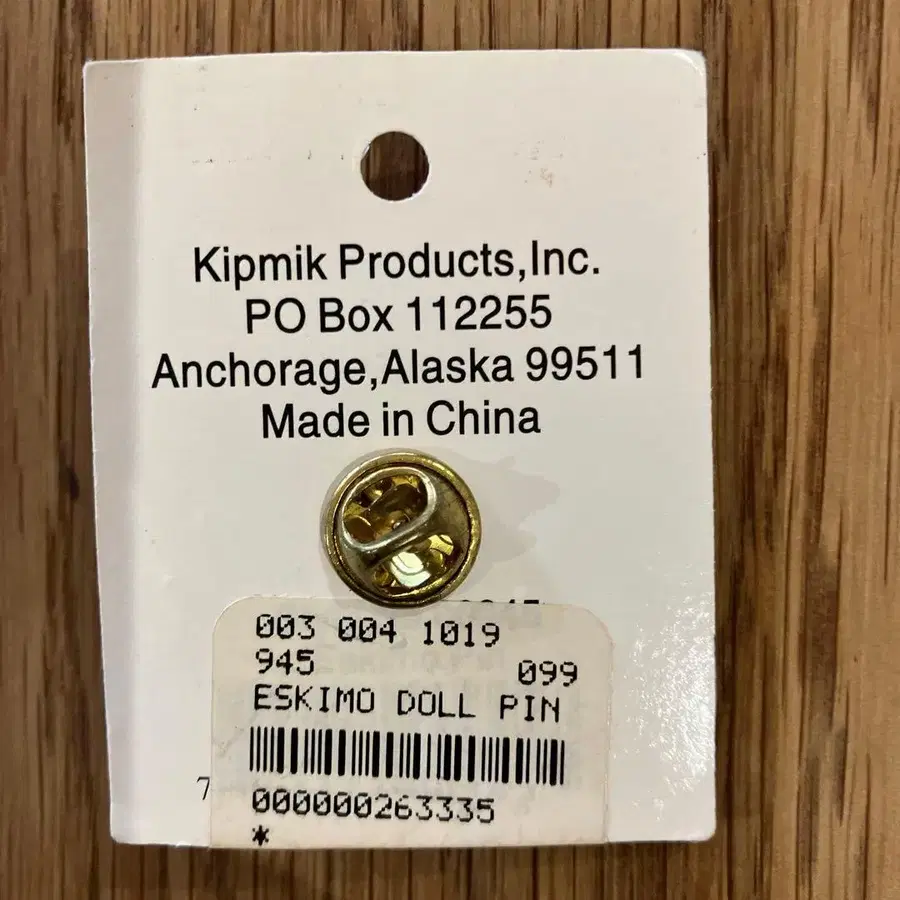 Kipmik Products,Inc.
PO Box 112255
Anchorage,Alaska 99511
Made in China
003 004 1019
945 099
ESKIMO DOLL PIN
7
000000263335
*